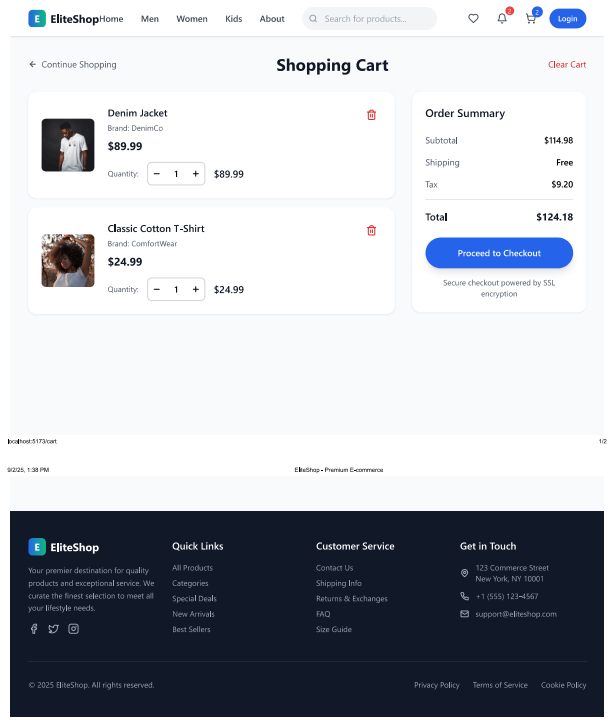 E EliteShop Home Men Women Kids About Search for products... 2 2 Login
Continue Shopping
Shopping Cart
Clear Cart
Denim Jacket
Brand: DenimCo
$89.99
Quantity: − 1 + $89.99
Classic Cotton T-Shirt
Brand: ComfortWear
$24.99
Quantity: − 1 + $24.99
Order Summary
Subtotal $114.98
Shipping Free
Tax $9.20
Total $124.18
Proceed to Checkout
Secure checkout powered by SSL
encryption
localhost:5173/cart 1/2
9/2/25, 1:38 PM EliteShop - Premium E-commerce
E EliteShop
Your premier destination for quality
products and exceptional service. We
curate the finest selection to meet all
your lifestyle needs.
Quick Links
All Products
Categories
Special Deals
New Arrivals
Best Sellers
Customer Service
Contact Us
Shipping Info
Returns & Exchanges
FAQ
Size Guide
Get in Touch
123 Commerce Street
New York, NY 10001
+1 (555) 123-4567
support@eliteshop.com
© 2025 EliteShop. All rights reserved.
Privacy Policy Terms of Service Cookie Policy